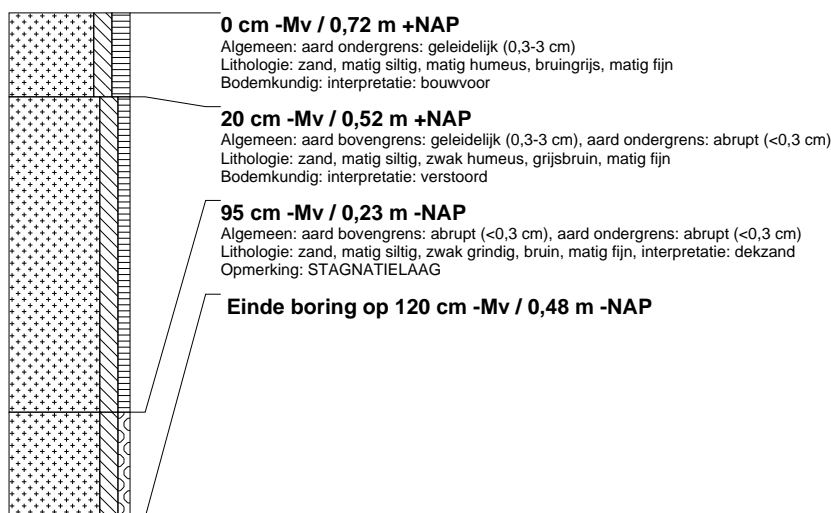 0 cm -Mv / 0,72 m +NAP
Algemeen: aard ondergrens: geleidelijk (0,3-3 cm)
Lithologie: zand, matig siltig, matig humeus, bruingrijs, matig fijn
Bodemkundig: interpretatie: bouwvoor
20 cm -Mv / 0,52 m +NAP
Algemeen: aard bovengrens: geleidelijk (0,3-3 cm), aard ondergrens: abrupt (<0,3 cm)
Lithologie: zand, matig siltig, zwak humeus, grijsbruin, matig fijn
Bodemkundig: interpretatie: verstoord
95 cm -Mv / 0,23 m -NAP
Algemeen: aard bovengrens: abrupt (<0,3 cm), aard ondergrens: abrupt (<0,3 cm)
Lithologie: zand, matig siltig, zwak grindig, bruin, matig fijn, interpretatie: dekzand
Opmerking: STAGNATIELAAG
Einde boring op 120 cm -Mv / 0,48 m -NAP